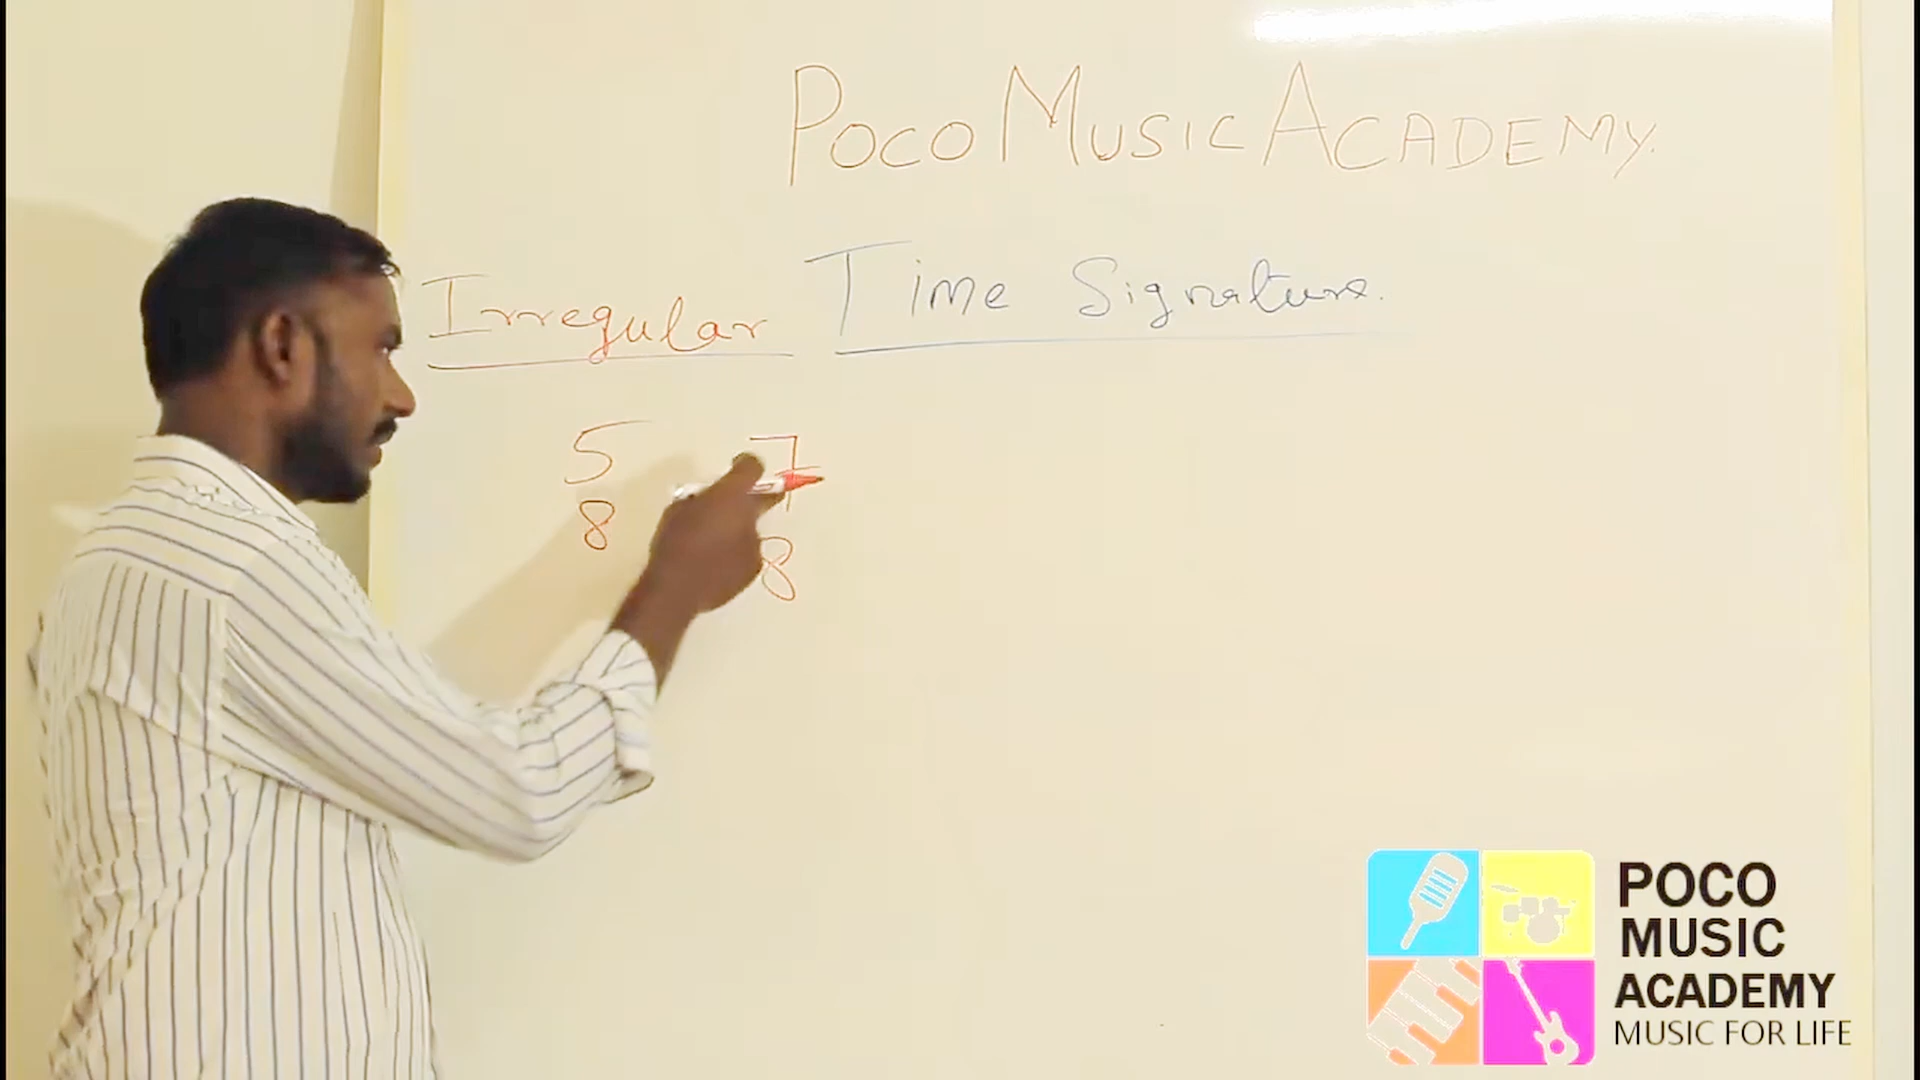 POCO MUSIC ACADEMY.
Irregular Time Signature.
5 7
8 8
POCO
MUSIC
ACADEMY
MUSIC FOR LIFE